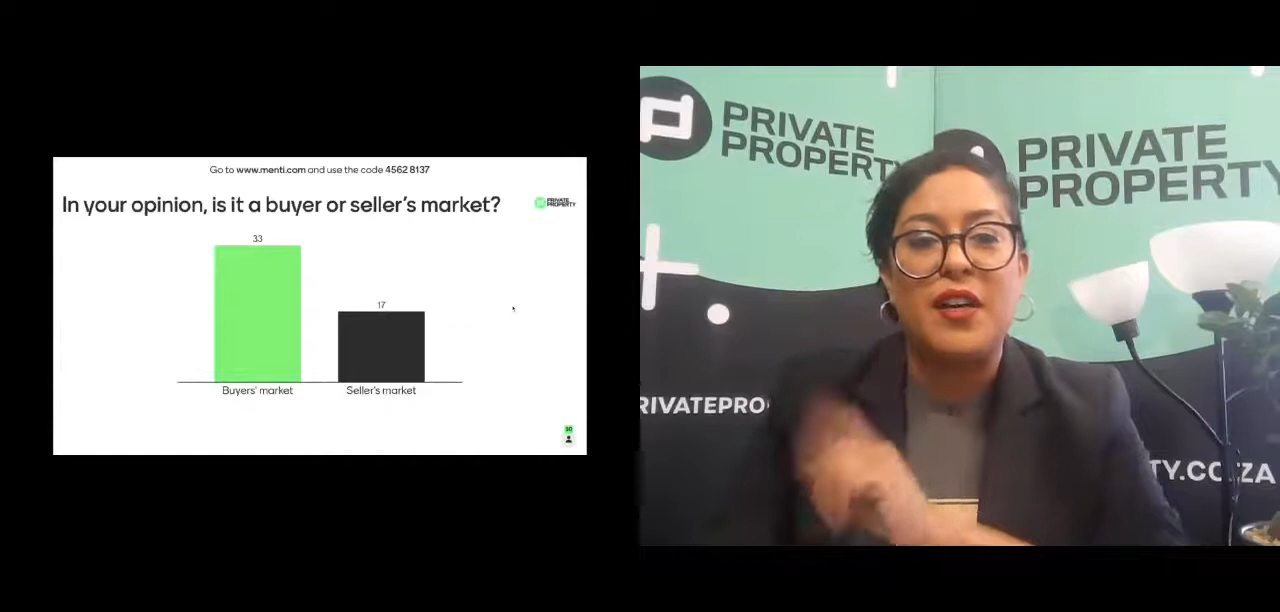 Go to www.menti.com and use the code 4562 8137
In your opinion, is it a buyer or seller's market?
PRIVATE
PROPERTY
33
17
Buyers' market
Seller's market
PRIVATE
PROPERTY
PRIVATE
PROPERTY
RIVATEPRO
TY.CO.ZA